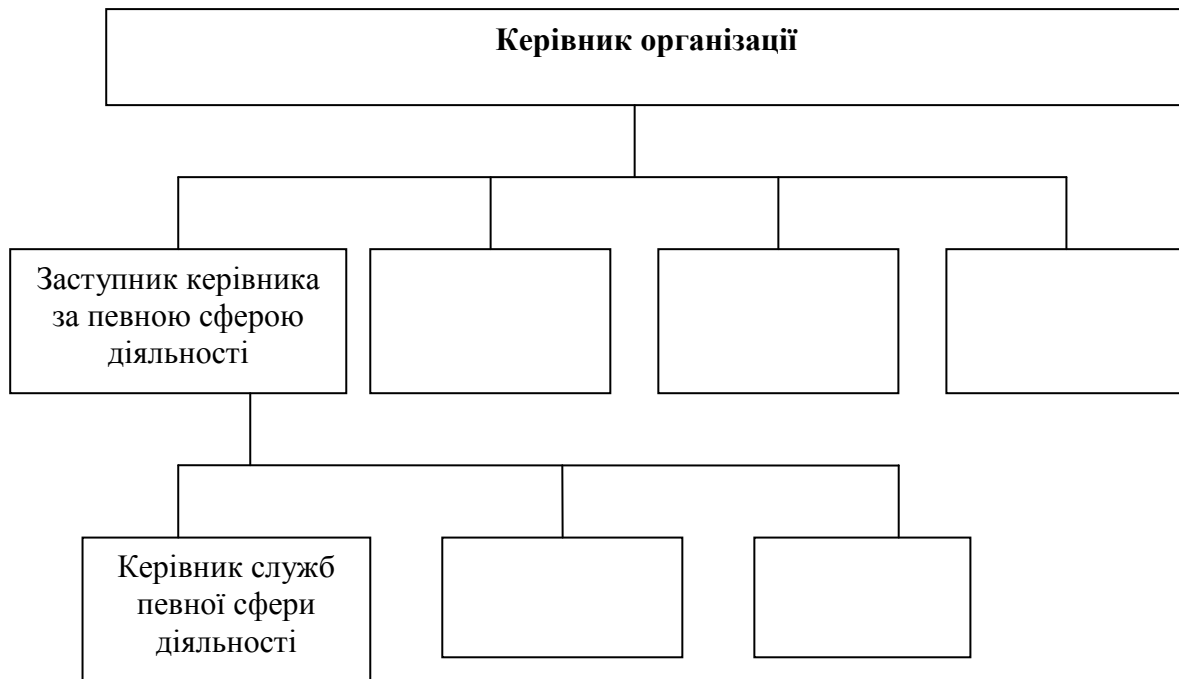 Керівник організації
Заступник керівника
за певною сферою
діяльності
Керівник служб
певної сфери
діяльності